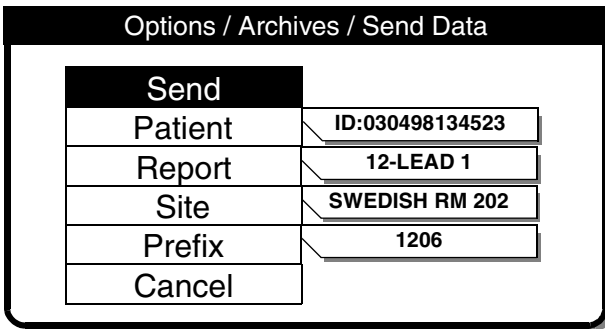 Options / Archives / Send Data
Send
Patient ID:030498134523
Report 12-LEAD 1
Site SWEDISH RM 202
Prefix 1206
Cancel